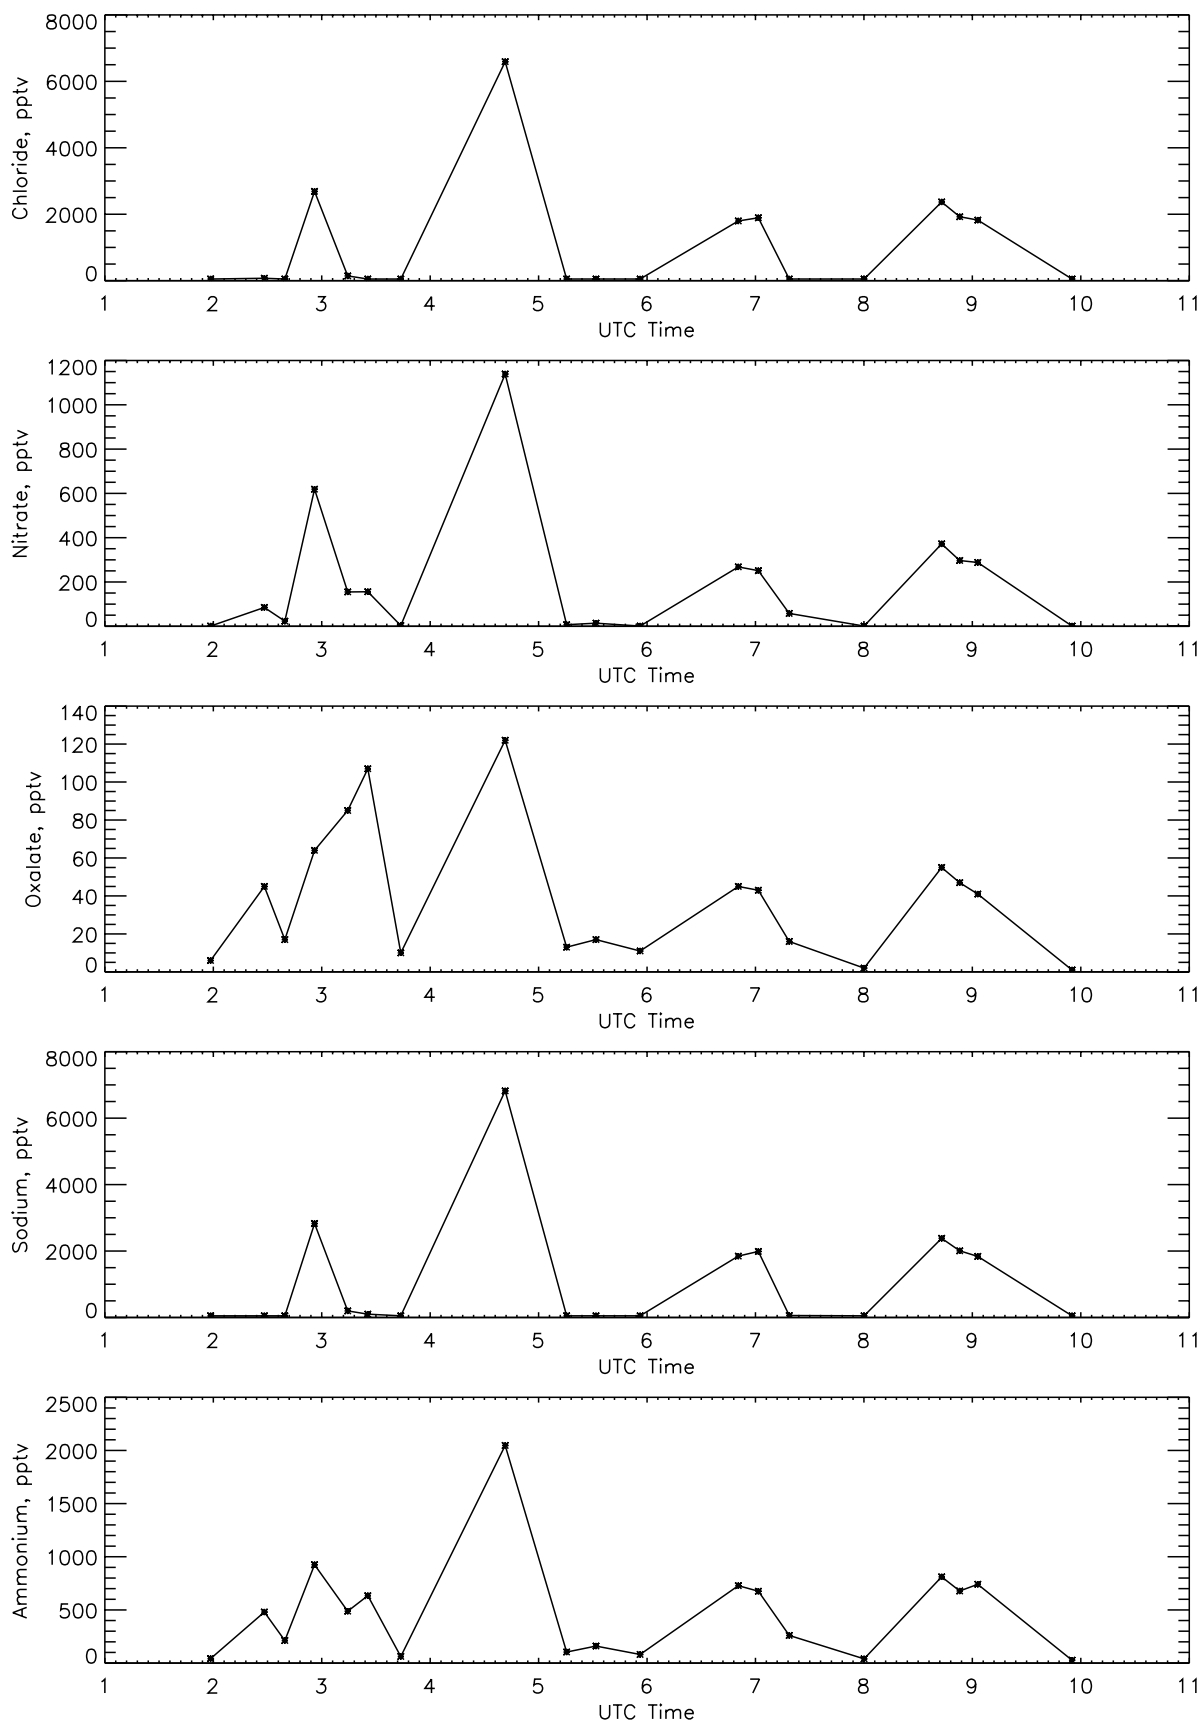 8000
6000
4000
2000
0
Chloride, pptv
1 2 3 4 5 6 7 8 9 10 11
UTC Time
1200
1000
800
600
400
200
0
Nitrate, pptv
1 2 3 4 5 6 7 8 9 10 11
UTC Time
140
120
100
80
60
40
20
0
Oxalate, pptv
1 2 3 4 5 6 7 8 9 10 11
UTC Time
8000
6000
4000
2000
0
Sodium, pptv
1 2 3 4 5 6 7 8 9 10 11
UTC Time
2500
2000
1500
1000
500
0
Ammonium, pptv
1 2 3 4 5 6 7 8 9 10 11
UTC Time